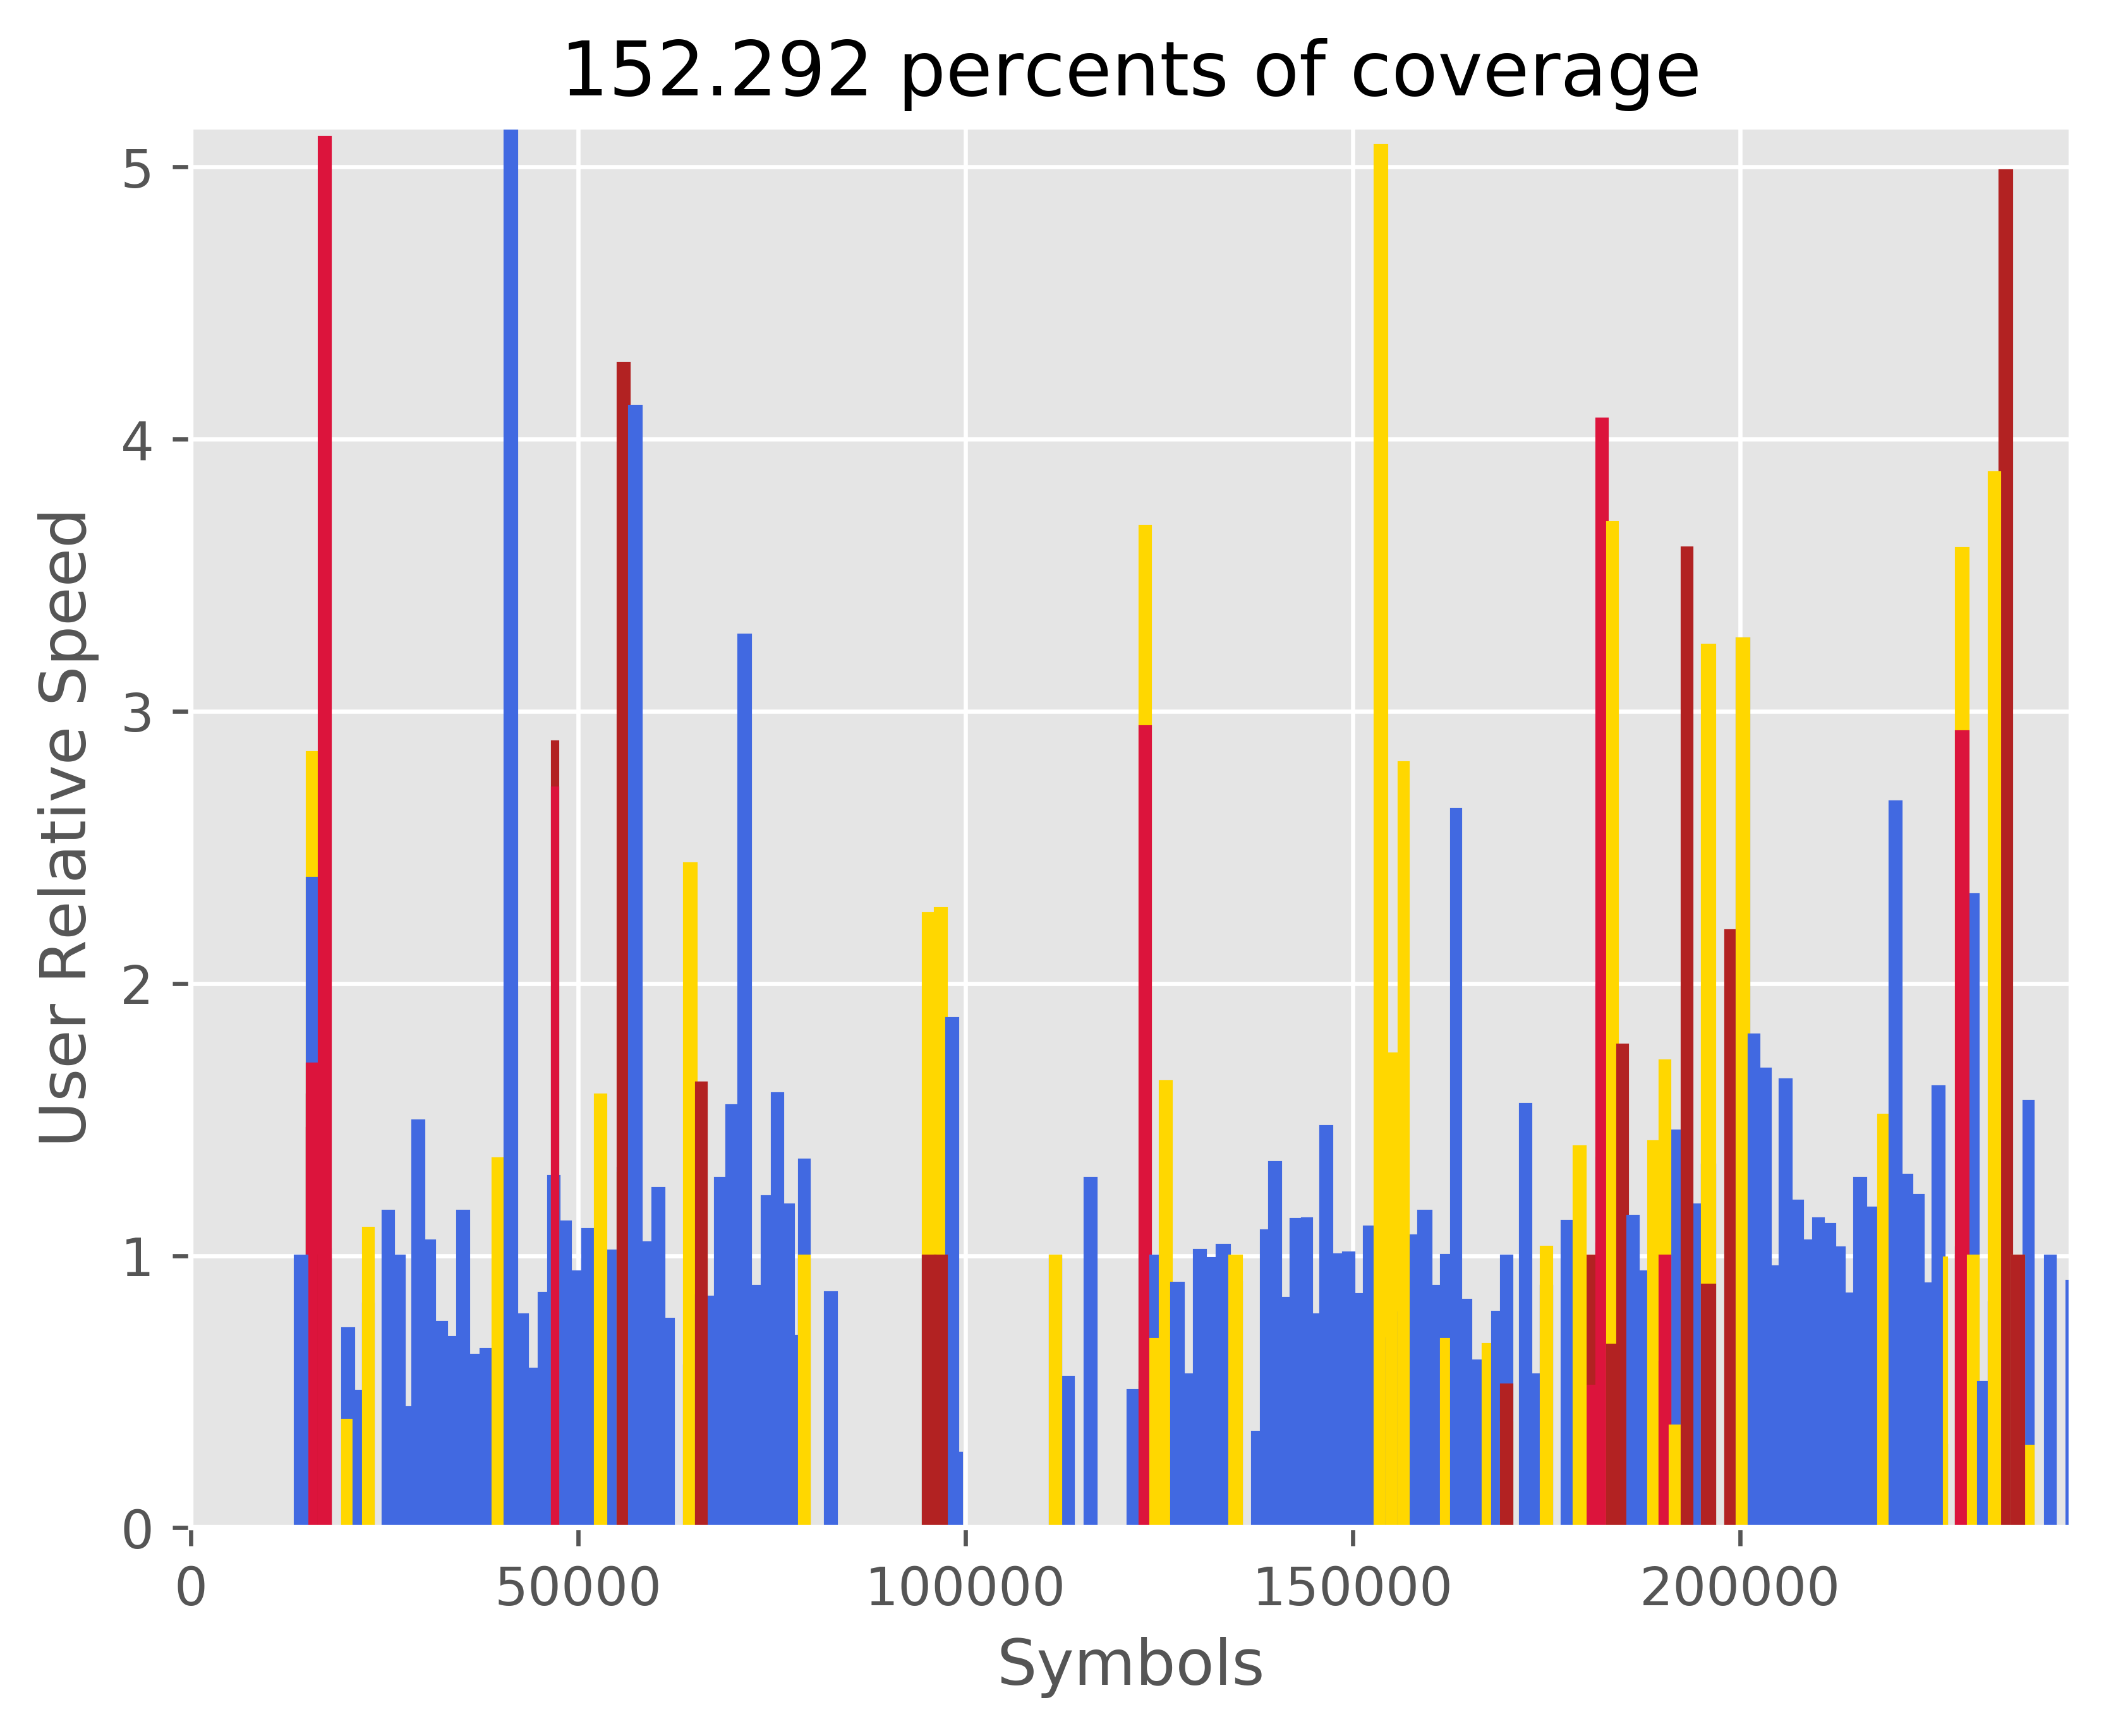 152.292 percents of coverage
User Relative Speed
5
4
3
2
1
0
0 50000 100000 150000 200000
Symbols